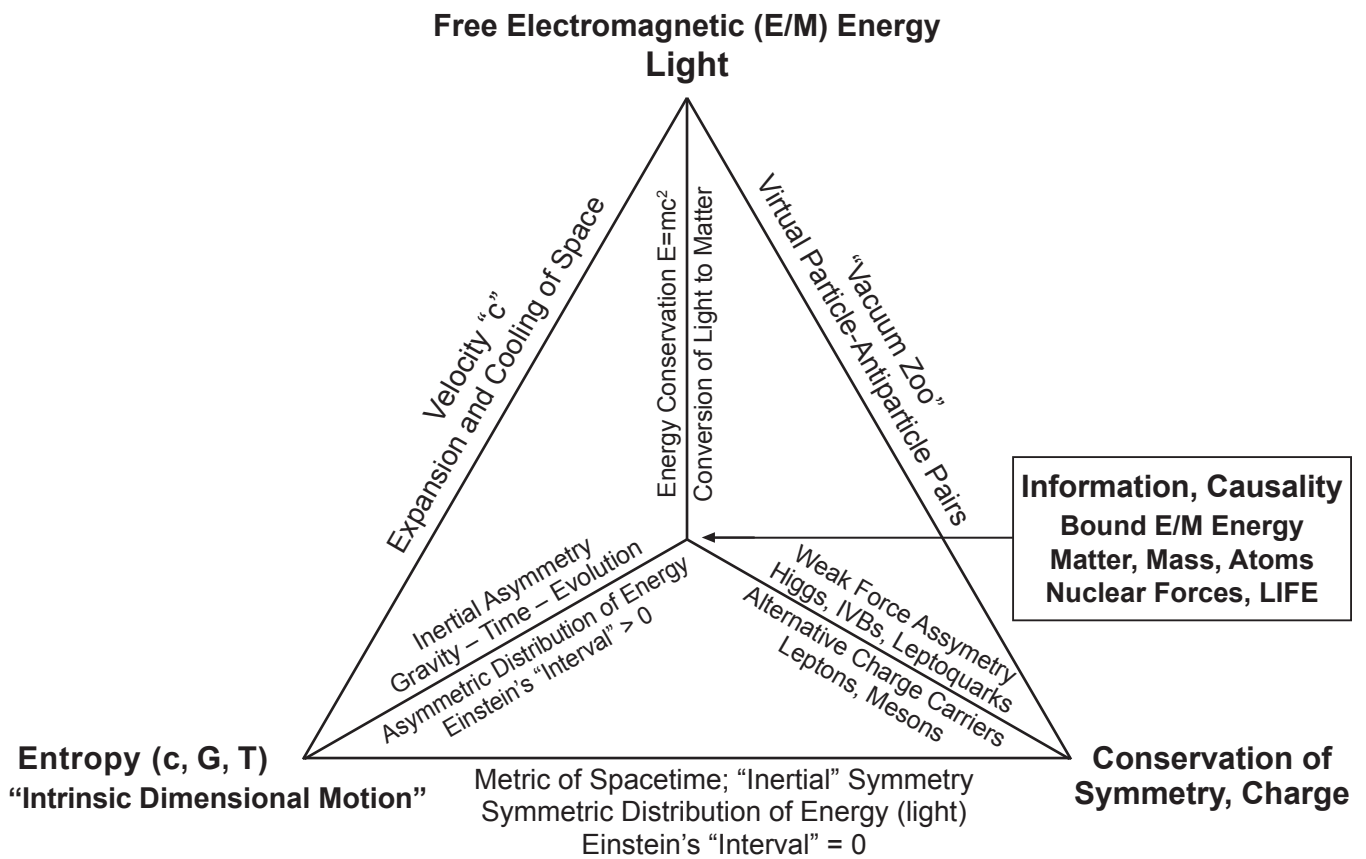 Free Electromagnetic (E/M) Energy
Light
Velocity “c”
Expansion and Cooling of Space
Energy Conservation E=mc²
Conversion of Light to Matter
“Vacuum Zoo”
Virtual Particle-Antiparticle Pairs
Information, Causality
Bound E/M Energy
Matter, Mass, Atoms
Nuclear Forces, LIFE
Inertial Asymmetry
Gravity – Time – Evolution
Asymmetric Distribution of Energy
Einstein’s “Interval” > 0
Weak Force Assymetry
Higgs, IVBs, Leptoquarks
Alternative Charge Carriers
Leptons, Mesons
Entropy (c, G, T)
“Intrinsic Dimensional Motion”
Metric of Spacetime; “Inertial” Symmetry
Symmetric Distribution of Energy (light)
Einstein’s “Interval” = 0
Conservation of
Symmetry, Charge